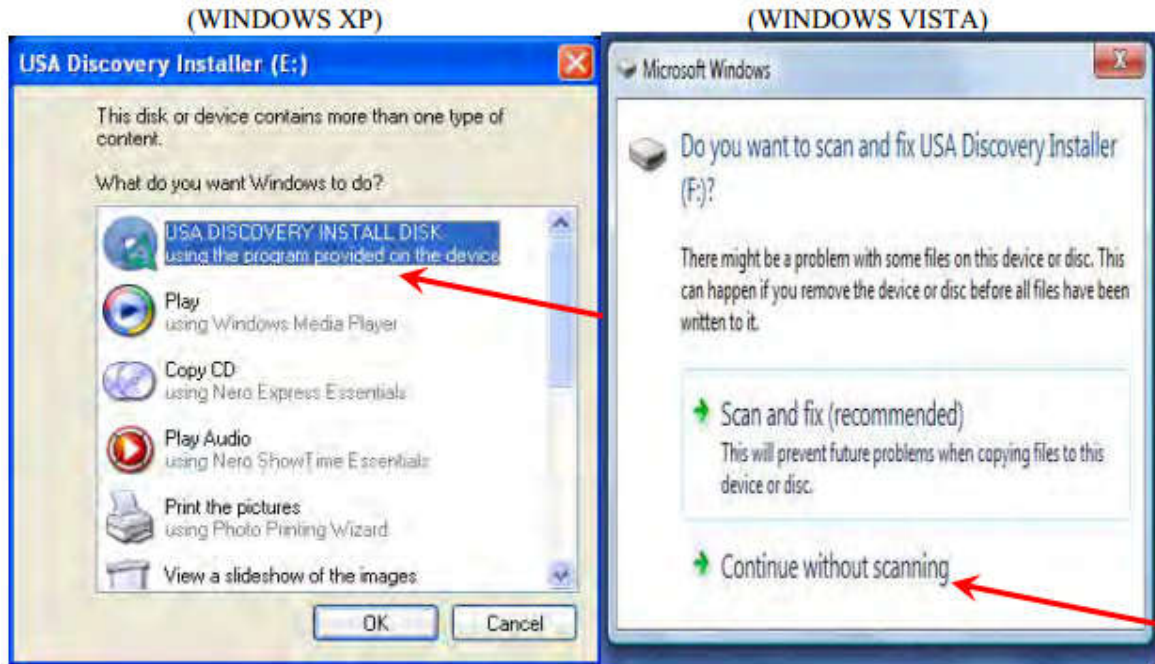 (WINDOWS XP)
USA Discovery Installer (E:)
This disk or device contains more than one type of
content.
What do you want Windows to do?
USA DISCOVERY INSTALL DISK
using the program provided on the device
Play
using Windows Media Player
Copy CD
using Nero Express Essentials
Play Audio
using Nero ShowTime Essentials
Print the pictures
using Photo Printing Wizard
View a slideshow of the images
OK
Cancel
(WINDOWS VISTA)
Microsoft Windows
X
Do you want to scan and fix USA Discovery Installer
(F:)?
There might be a problem with some files on this device or disc. This
can happen if you remove the device or disc before all files have been
written to it.
Scan and fix (recommended)
This will prevent future problems when copying files to this
device or disc.
Continue without scanning